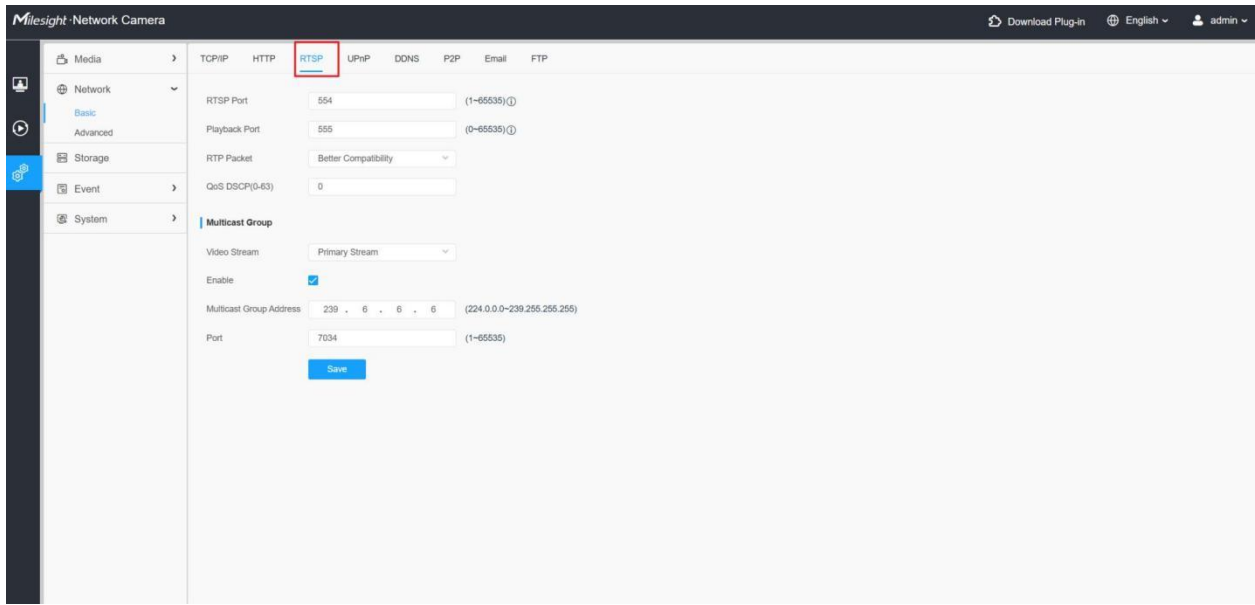 Milesight · Network Camera
Download Plug-in English admin
Media
Network
Basic
Advanced
Storage
Event
System
TCP/IP HTTP RTSP UPnP DDNS P2P Email FTP
RTSP Port 554 (1~65535)
Playback Port 555 (0~65535)
RTP Packet Better Compatibility
QoS DSCP(0-63) 0
Multicast Group
Video Stream Primary Stream
Enable
Multicast Group Address 239 . 6 . 6 . 6 (224.0.0.0~239.255.255.255)
Port 7034 (1~65535)
Save